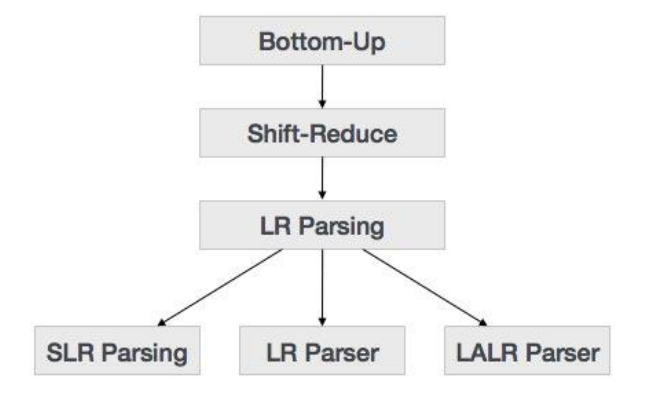 Bottom-Up
Shift-Reduce
LR Parsing
SLR Parsing
LR Parser
LALR Parser